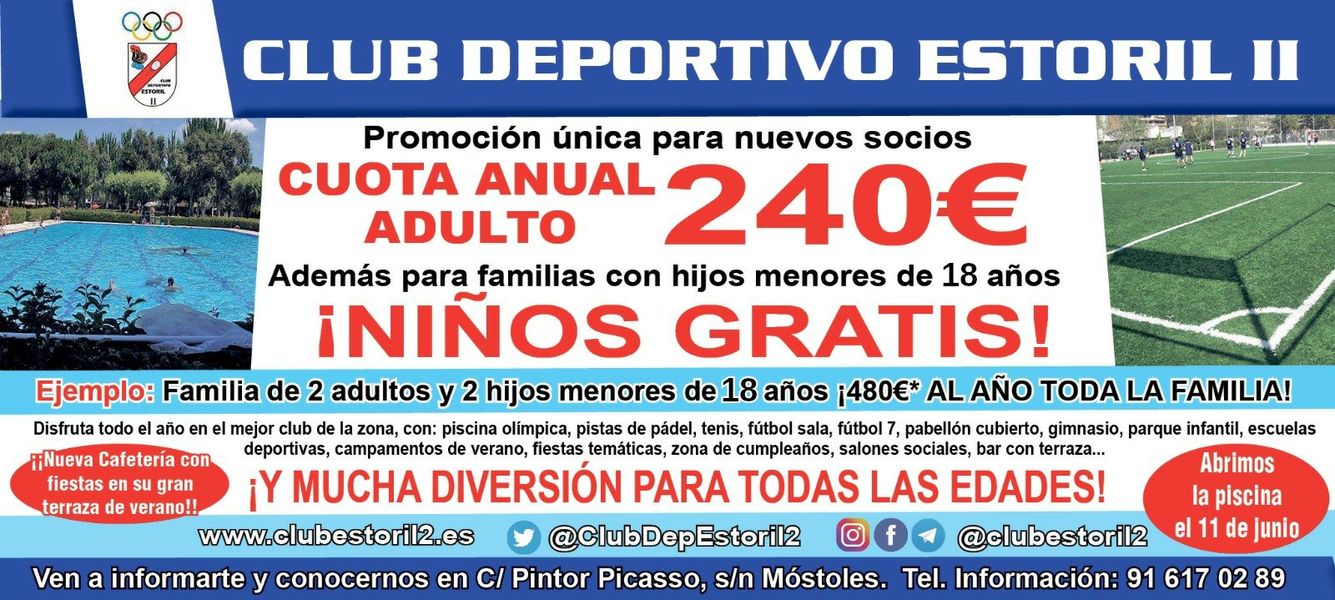 CLUB DEPORTIVO ESTORIL II
CLUB
DEPORTIVO
ESTORIL
II
Promoción única para nuevos socios
CUOTA ANUAL
ADULTO
240€
Además para familias con hijos menores de 18 años
¡NIÑOS GRATIS!
Ejemplo: Familia de 2 adultos y 2 hijos menores de 18 años ¡480€* AL AÑO TODA LA FAMILIA!
Disfruta todo el año en el mejor club de la zona, con: piscina olímpica, pistas de pádel, tenis, fútbol sala, fútbol 7, pabellón cubierto, gimnasio, parque infantil, escuelas
deportivas, campamentos de verano, fiestas temáticas, zona de cumpleaños, salones sociales, bar con terraza...
¡¡Nueva Cafetería con
fiestas en su gran
terraza de verano!!
¡Y MUCHA DIVERSIÓN PARA TODAS LAS EDADES!
Abrimos
la piscina
el 11 de junio
www.clubestoril2.es @ClubDepEstoril2 @clubestoril2
Ven a informarte y conocernos en C/ Pintor Picasso, s/n Móstoles. Tel. Información: 91 617 02 89